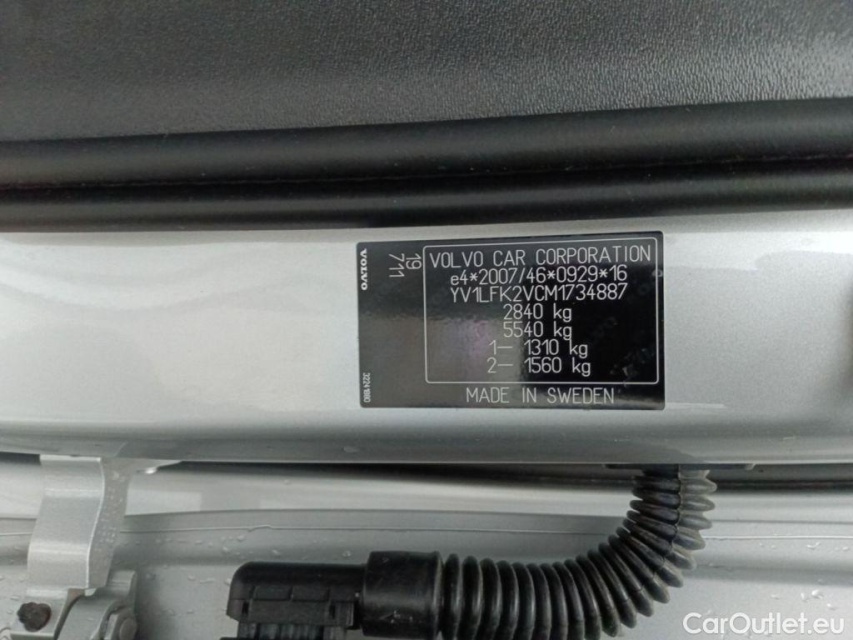 VOLVO
19
711
VOLVO CAR CORPORATION
e4*2007/46*0929*16
YV1LFK2VCM1734887
2840 kg
5540 kg
1– 1310 kg
2– 1560 kg
MADE IN SWEDEN
CarOutlet.eu